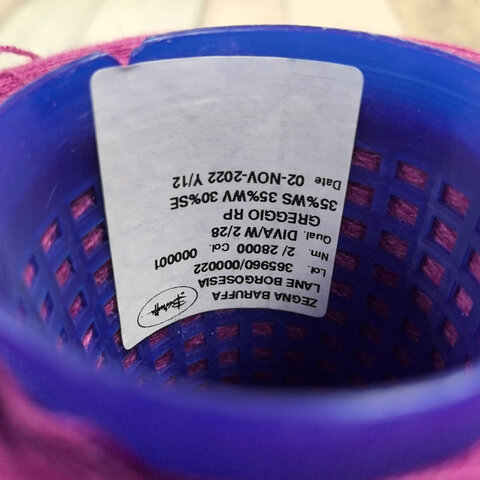 ZEGNA BARUFFA
LANE BORGOSESIA
Lot. 365960/000022
Nm. 2/ 28000 Col. 000001
Qual. DIVA/W 2/28
GREGGIO RP
35%WS 35%WV 30%SE
Date 02-NOV-2022 Y/12